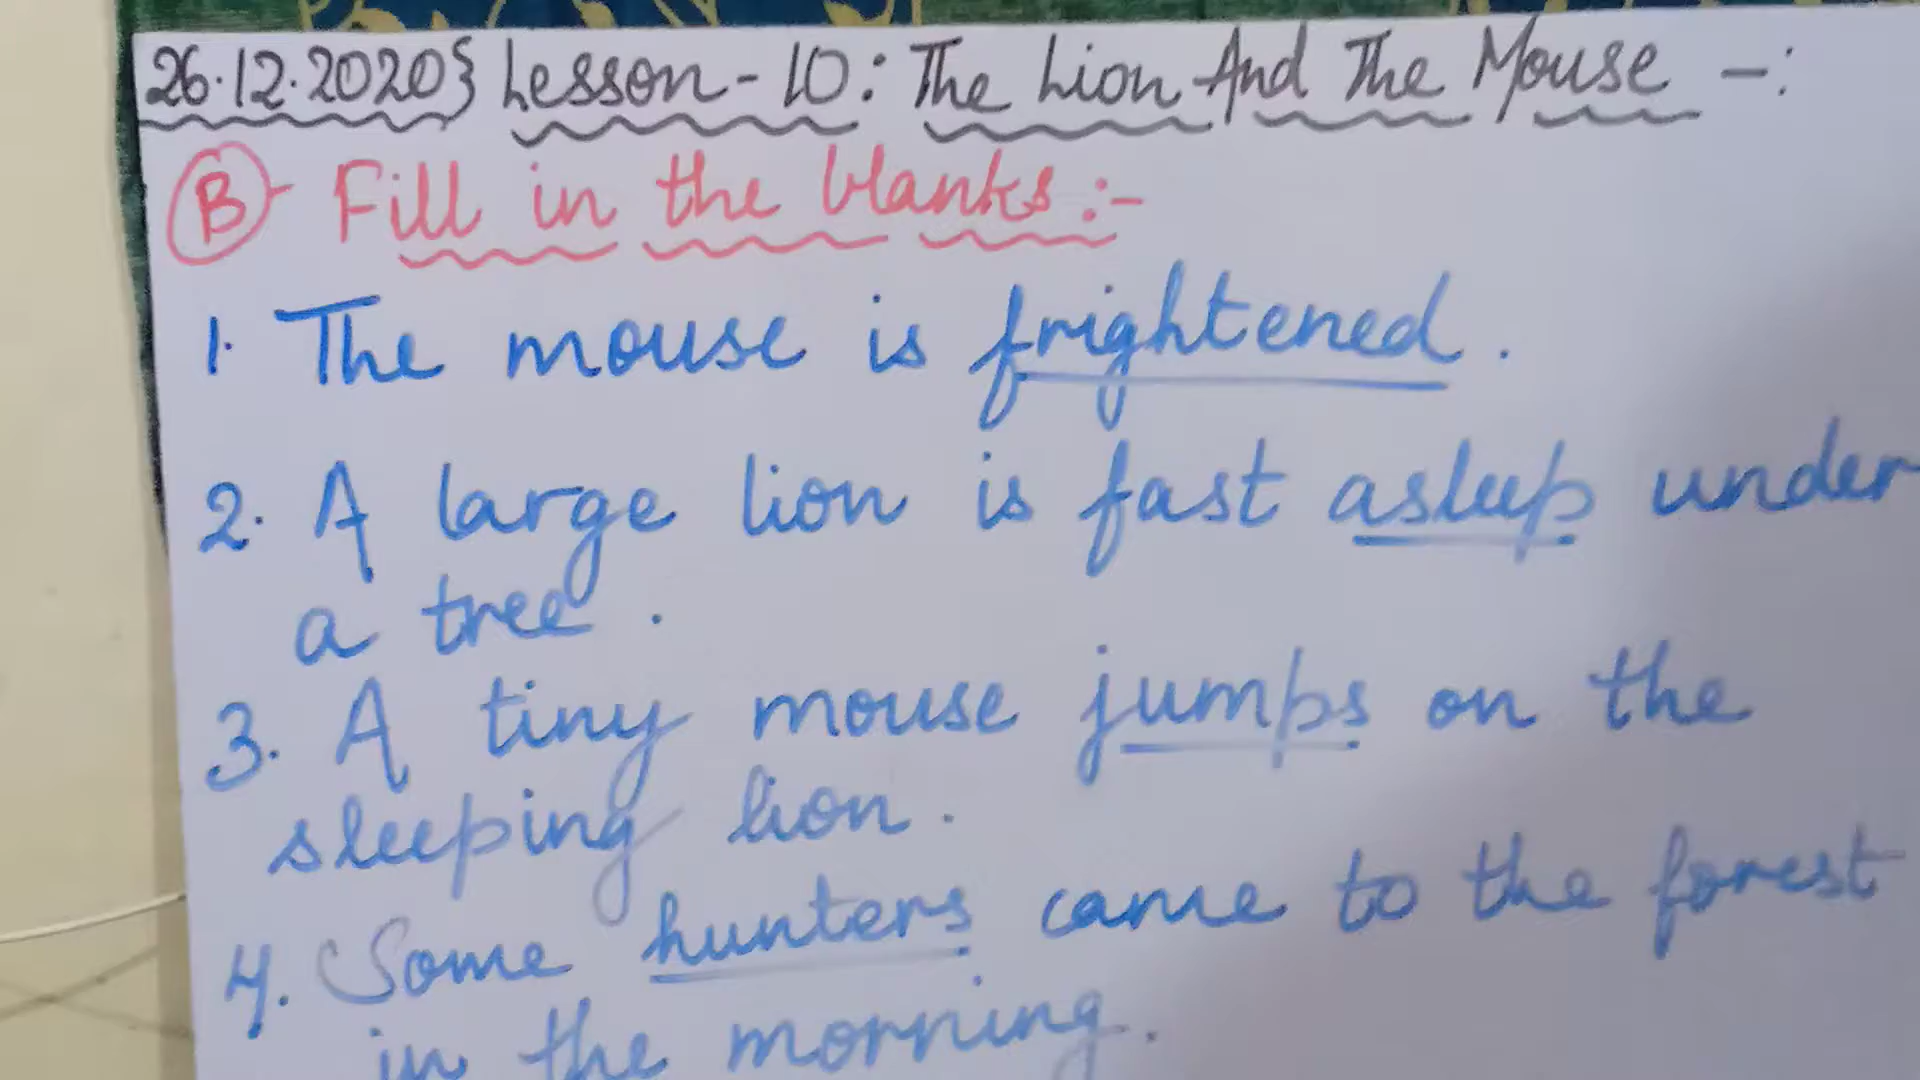 26.12.2020} Lesson-10: The Lion And The Mouse -:
B- Fill in the blanks:-
1. The mouse is frightened.
2. A large lion is fast asleep under
a tree.
3. A tiny mouse jumps on the
sleeping lion.
4. Some hunters came to the forest
in the morning.